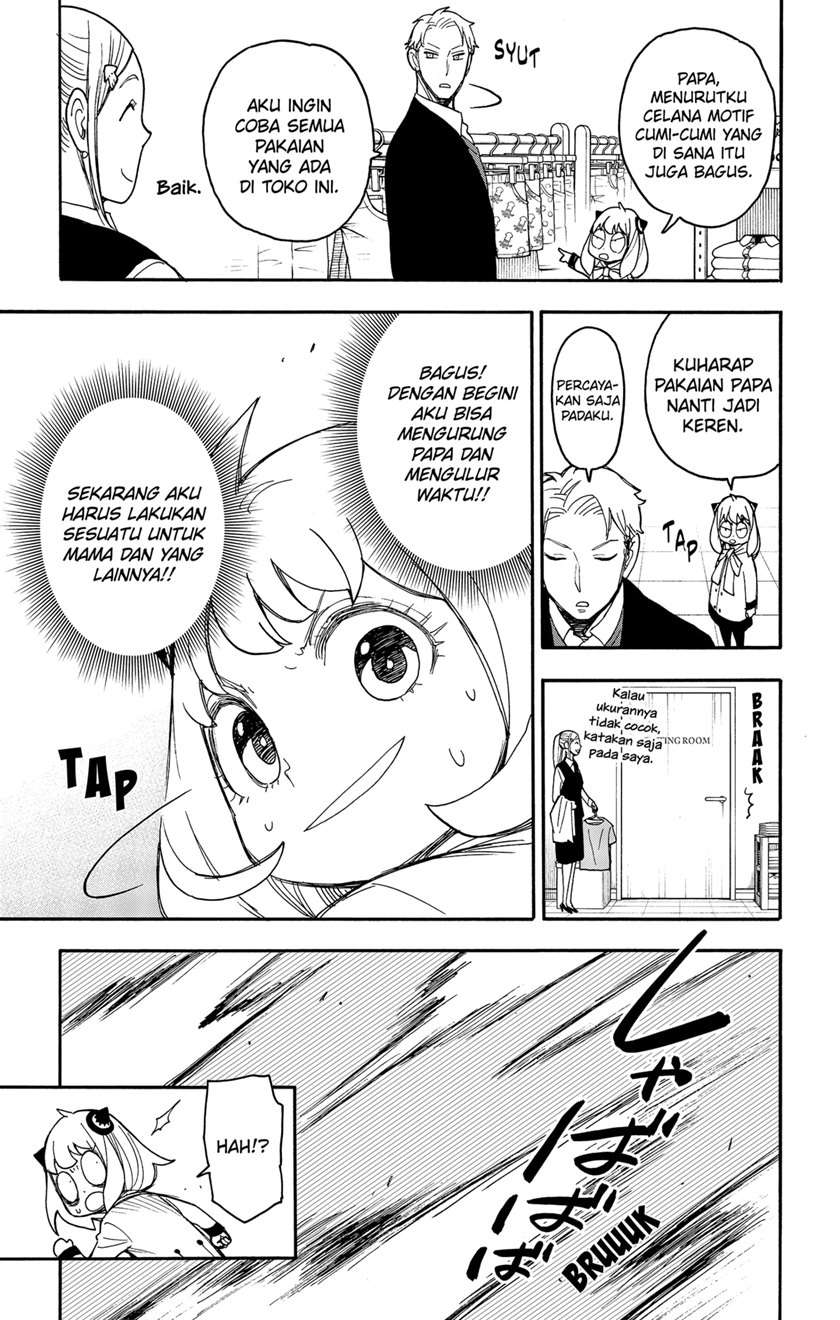 PAPA,
MENURUTKU
CELANA MOTIF
CUMI-CUMI YANG
DI SANA ITU
JUGA BAGUS.
SYUT
AKU INGIN
COBA SEMUA
PAKAIAN
YANG ADA
DI TOKO INI.
Baik.
KUHARAP
PAKAIAN PAPA
NANTI JADI
KEREN.
PERCAYA-
KAN SAJA
PADAKU.
TAP
BRAAK
Kalau
ukurannya
tidak cocok,
katakan saja
pada saya.
ROOM
BAGUS!
DENGAN BEGINI
AKU BISA
MENGURUNG
PAPA DAN
MENGULUR
WAKTU!!
SEKARANG AKU
HARUS LAKUKAN
SESUATU UNTUK
MAMA DAN YANG
LAINNYA!!
TAP
しゃばばば
BRUUUK
HAH!?